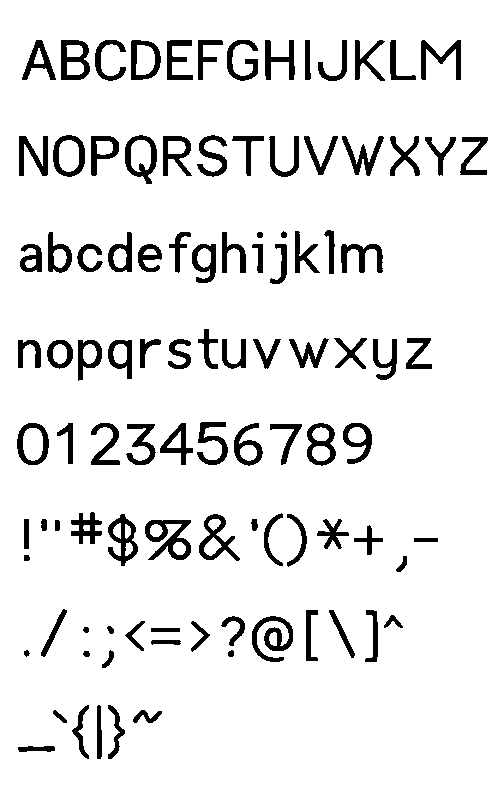 ABCDEFGHIJKLM
NOPQRSTUVWXYZ
abcdefghijklm
nopqrstuvwxyz
0123456789
!"#$%&'()*+,-
./:;<=>?@[\]^
_`{|}~